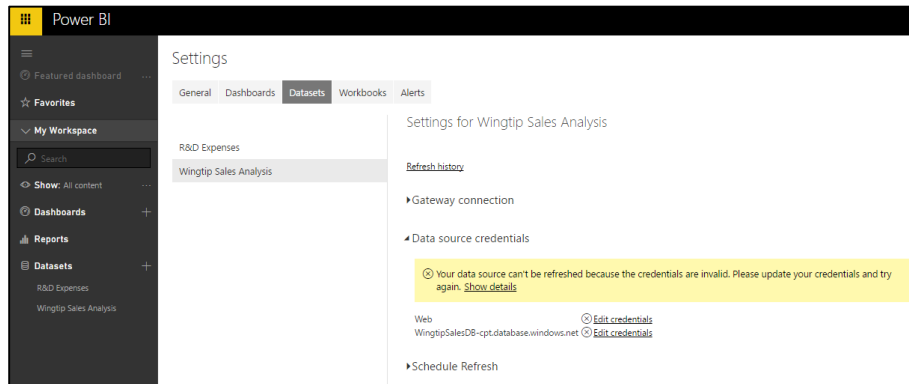 Power BI
Featured dashboard ...
Favorites
My Workspace
Search
Show: All content ...
Dashboards +
Reports
Datasets +
R&D Expenses
Wingtip Sales Analysis
Settings
General Dashboards Datasets Workbooks Alerts
R&D Expenses
Wingtip Sales Analysis
Settings for Wingtip Sales Analysis
Refresh history
Gateway connection
Data source credentials
Your data source can't be refreshed because the credentials are invalid. Please update your credentials and try
again. Show details
Web Edit credentials
WingtipSalesDB-cpt.database.windows.net Edit credentials
Schedule Refresh